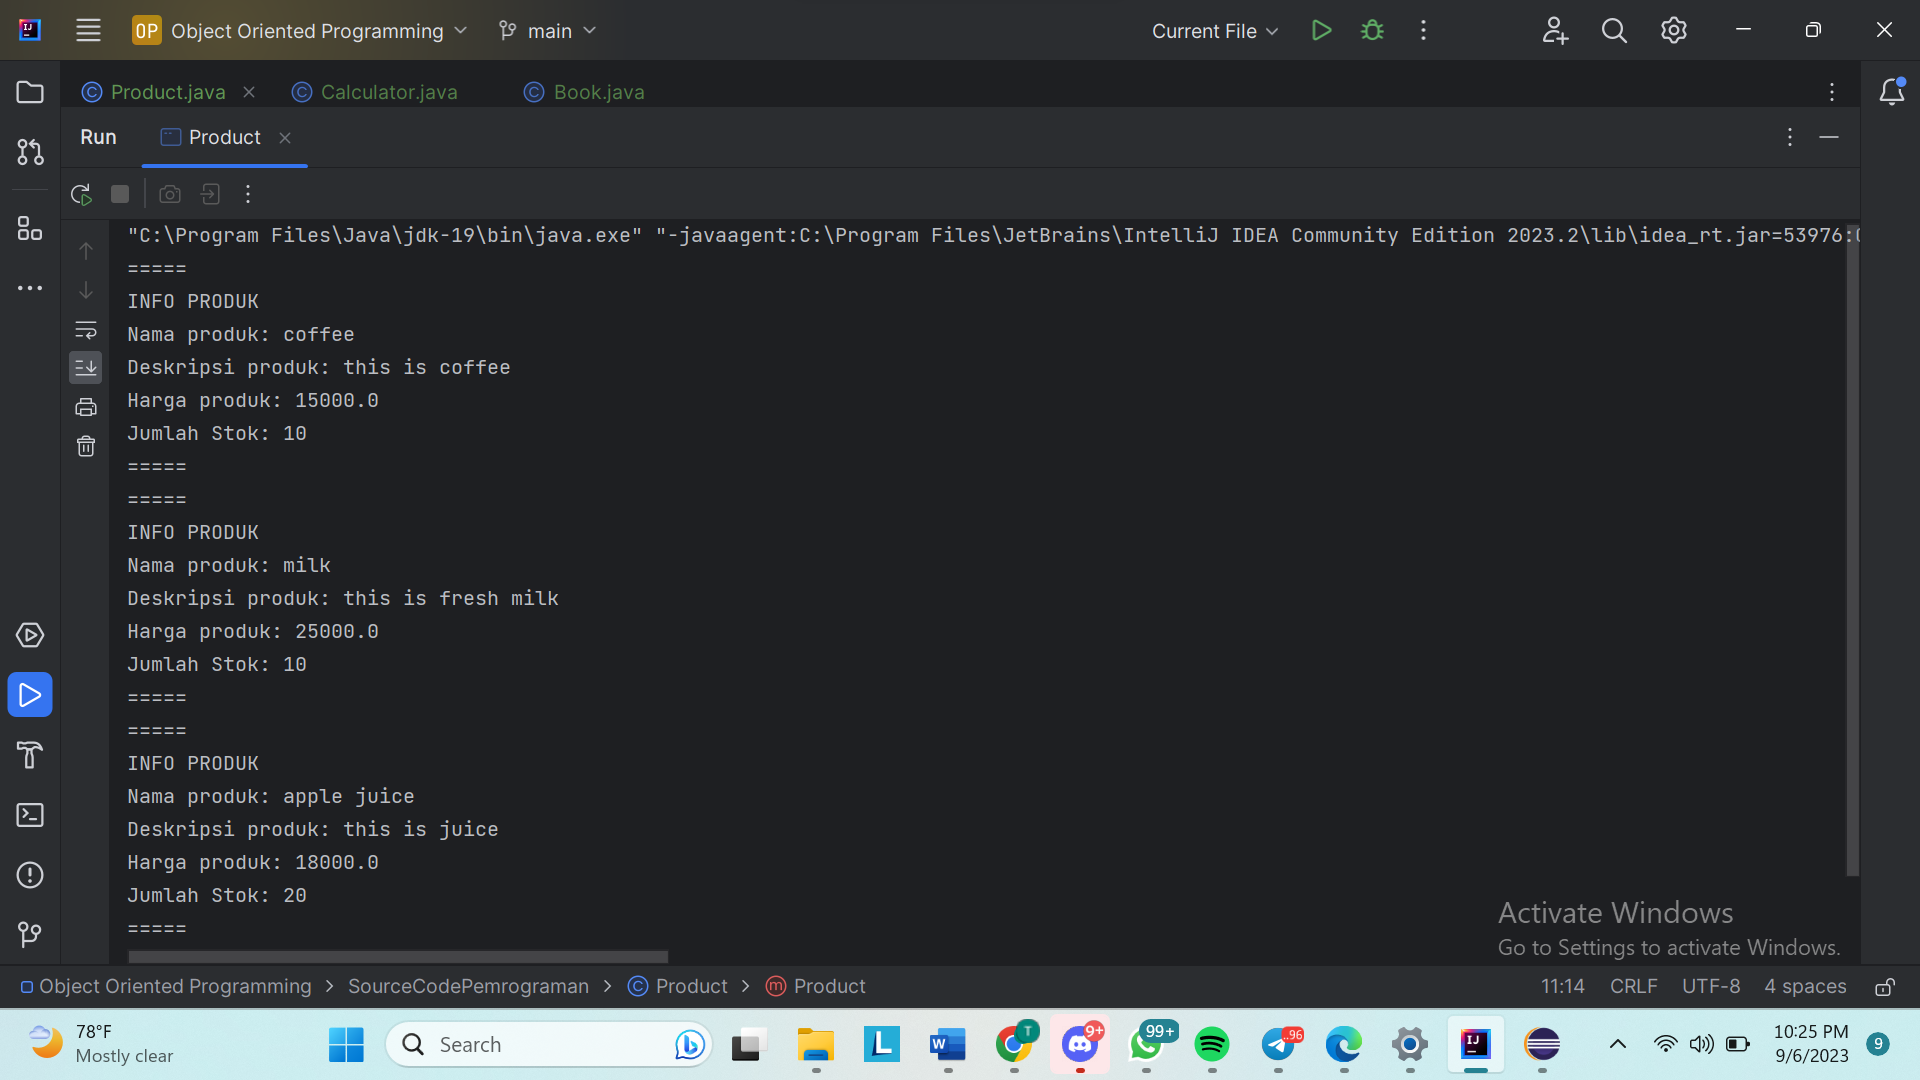 OP Object Oriented Programming main Current File
Product.java Calculator.java Book.java
Run Product
"C:\Program Files\Java\jdk-19\bin\java.exe" "-javaagent:C:\Program Files\JetBrains\IntelliJ IDEA Community Edition 2023.2\lib\idea_rt.jar=53976:
=====
INFO PRODUK
Nama produk: coffee
Deskripsi produk: this is coffee
Harga produk: 15000.0
Jumlah Stok: 10
=====
=====
INFO PRODUK
Nama produk: milk
Deskripsi produk: this is fresh milk
Harga produk: 25000.0
Jumlah Stok: 10
=====
=====
INFO PRODUK
Nama produk: apple juice
Deskripsi produk: this is juice
Harga produk: 18000.0
Jumlah Stok: 20
=====
Activate Windows
Go to Settings to activate Windows.
Object Oriented Programming > SourceCodePemrograman > Product > Product 11:14 CRLF UTF-8 4 spaces
78°F
Mostly clear
Search
T
9+
99+
..96
10:25 PM
9/6/2023
9